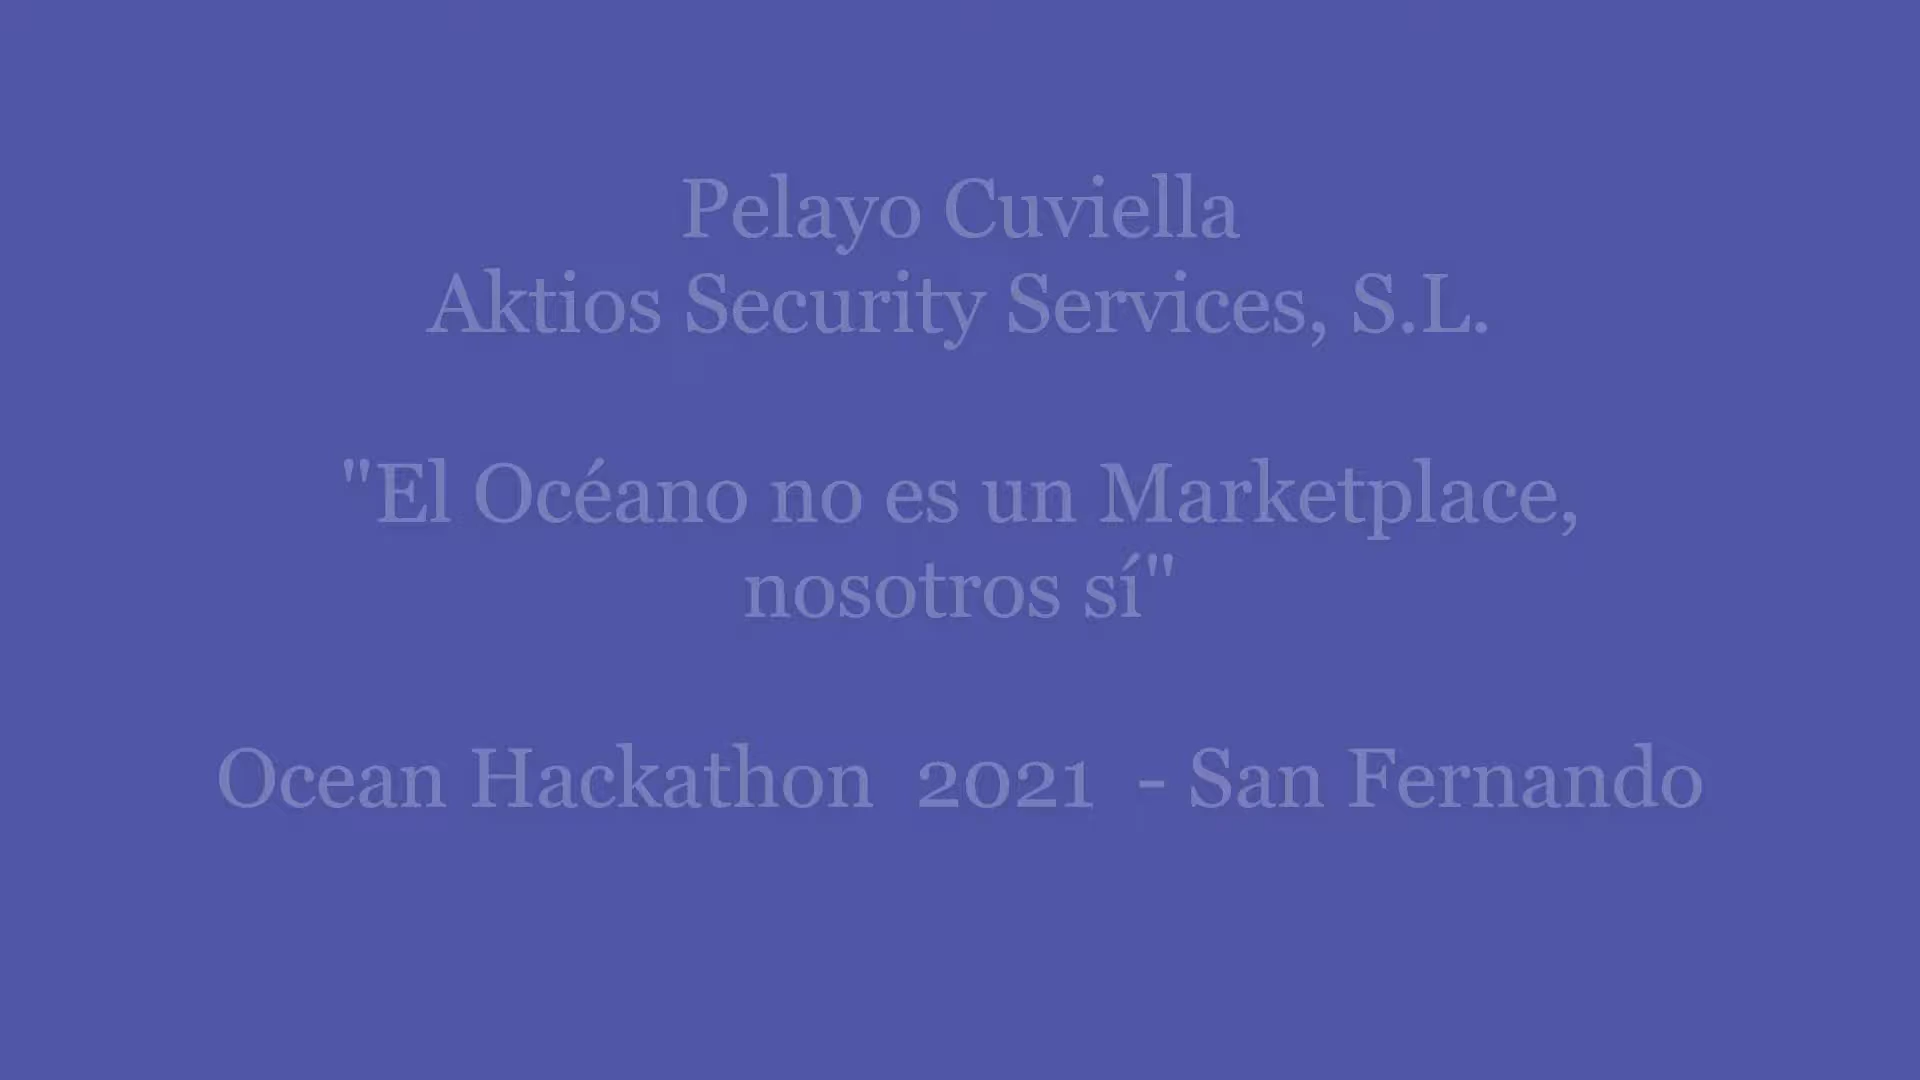 Pelayo Cuviella
Aktios Security Services, S.L.
"El Océano no es un Marketplace,
nosotros sí"
Ocean Hackathon  2021  - San Fernando